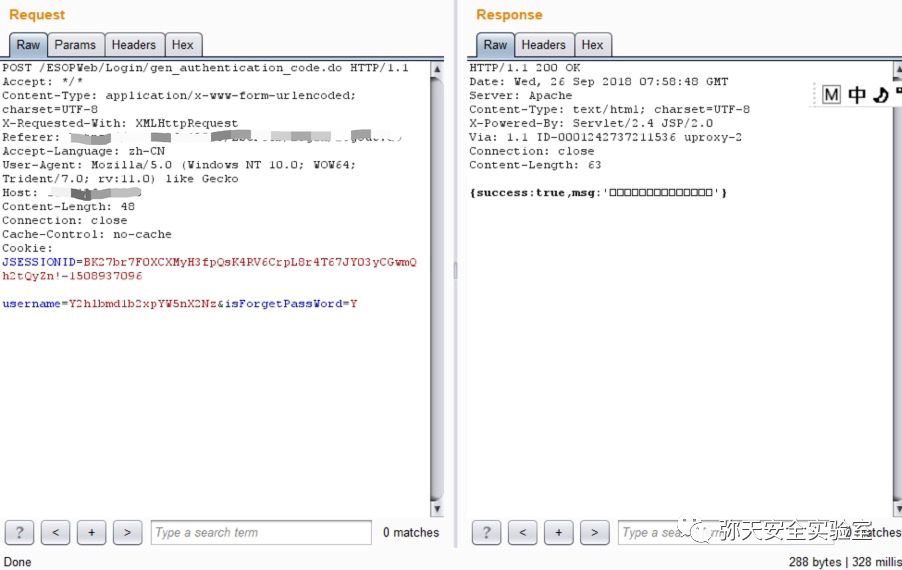 Request
Raw Params Headers Hex
POST /ESOPWeb/Login/gen_authentication_code.do HTTP/1.1
Accept: */*
Content-Type: application/x-www-form-urlencoded;
charset=UTF-8
X-Requested-With: XMLHttpRequest
Referer:
Accept-Language: zh-CN
User-Agent: Mozilla/5.0 (Windows NT 10.0; WOW64;
Trident/7.0; rv:11.0) like Gecko
Host:
Content-Length: 48
Connection: close
Cache-Control: no-cache
Cookie:
JSESSIONID=BK27br7FOXCXMyH3fpQsK4RV6CrpL8r4T67JYO3yCGwmQ
h2tQyZn!-1508937096
username=Y2h1bmd1b2xpYW5nX2Nz&isForgetPassWord=Y
? < + > Type a search term 0 matches
Done
Response
Raw Headers Hex
HTTP/1.1 200 OK
Date: Wed, 26 Sep 2018 07:58:48 GMT
Server: Apache
Content-Type: text/html; charset=UTF-8
X-Powered-By: Servlet/2.4 JSP/2.0
Via: 1.1 ID-0001242737211536 uproxy-2
Connection: close
Content-Length: 63
{success:true,msg:'□□□□□□□□□□□□□□'}
M 中
? < + > Type a sea
弥天安全实验室
matches
288 bytes | 328 millis